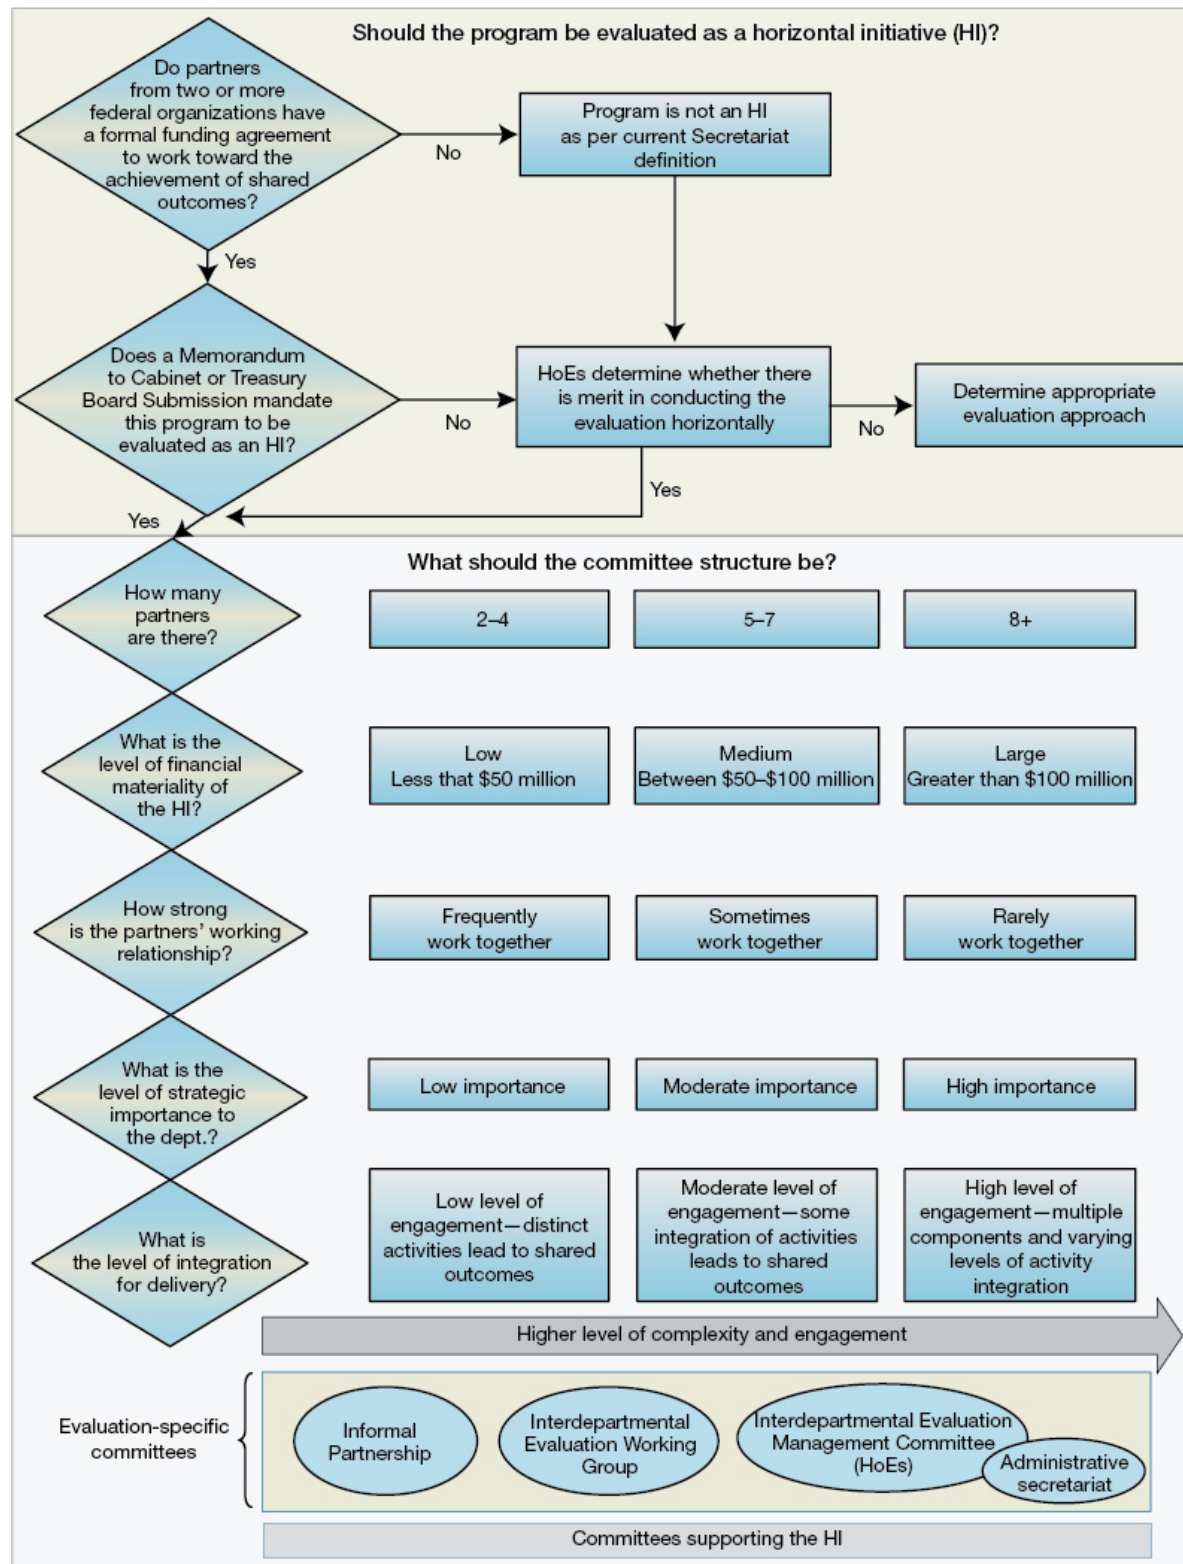 Should the program be evaluated as a horizontal initiative (HI)?
Do partners
from two or more
federal organizations have
a formal funding agreement
to work toward the
achievement of shared
outcomes?
No
Program is not an HI
as per current Secretariat
definition
Yes
Does a Memorandum
to Cabinet or Treasury
Board Submission mandate
this program to be
evaluated as an HI?
No
HoEs determine whether there
is merit in conducting the
evaluation horizontally
No
Determine appropriate
evaluation approach
Yes
Yes
What should the committee structure be?
How many
partners
are there?
2–4
5–7
8+
What is the
level of financial
materiality of
the HI?
Low
Less that $50 million
Medium
Between $50–$100 million
Large
Greater than $100 million
How strong
is the partners’ working
relationship?
Frequently
work together
Sometimes
work together
Rarely
work together
What is the
level of strategic
importance to
the dept.?
Low importance
Moderate importance
High importance
What is
the level of integration
for delivery?
Low level of
engagement—distinct
activities lead to shared
outcomes
Moderate level of
engagement—some
integration of activities
leads to shared
outcomes
High level of
engagement—multiple
components and varying
levels of activity
integration
Higher level of complexity and engagement
Evaluation-specific
committees
Informal
Partnership
Interdepartmental
Evaluation Working
Group
Interdepartmental Evaluation
Management Committee
(HoEs)
Administrative
secretariat
Committees supporting the HI